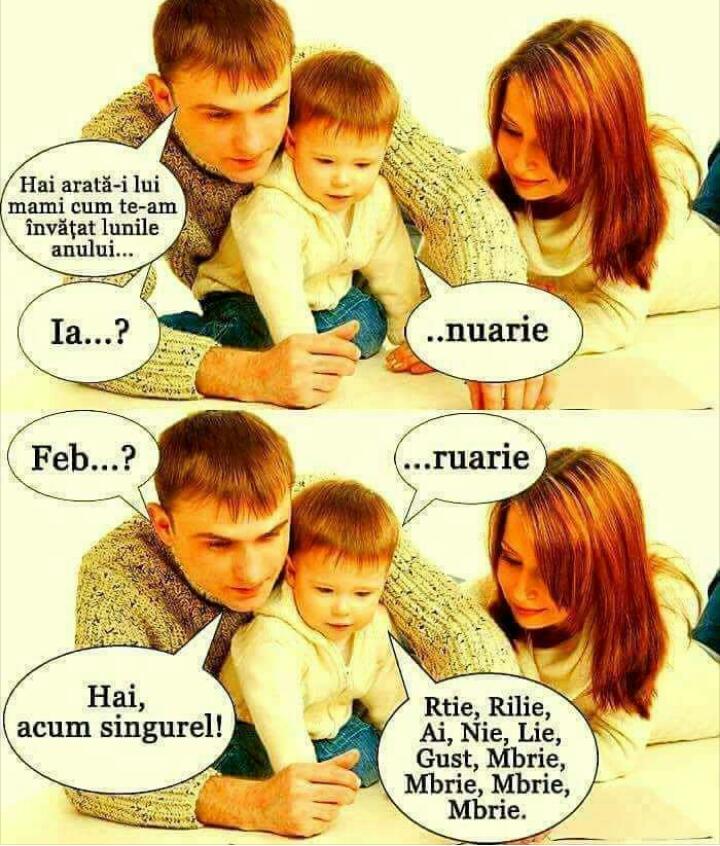 Hai arată-i lui
mami cum te-am
învățat lunile
anului...
Ia...?
..nuarie
Feb...?
...ruarie
Hai,
acum singurel!
Rtie, Rilie,
Ai, Nie, Lie,
Gust, Mbrie,
Mbrie, Mbrie,
Mbrie.